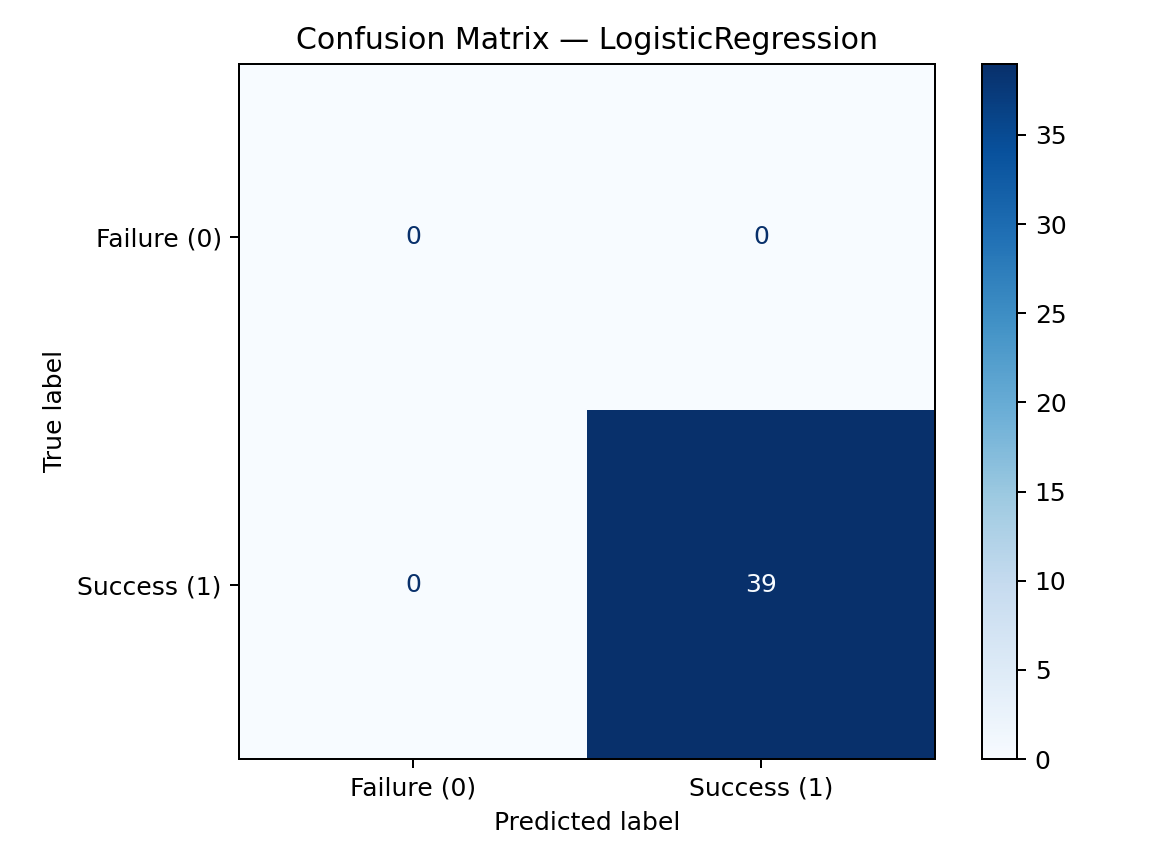 Confusion Matrix — LogisticRegression
Failure (0)
Success (1)
True label
0
0
0
39
Failure (0)
Success (1)
Predicted label
35
30
25
20
15
10
5
0